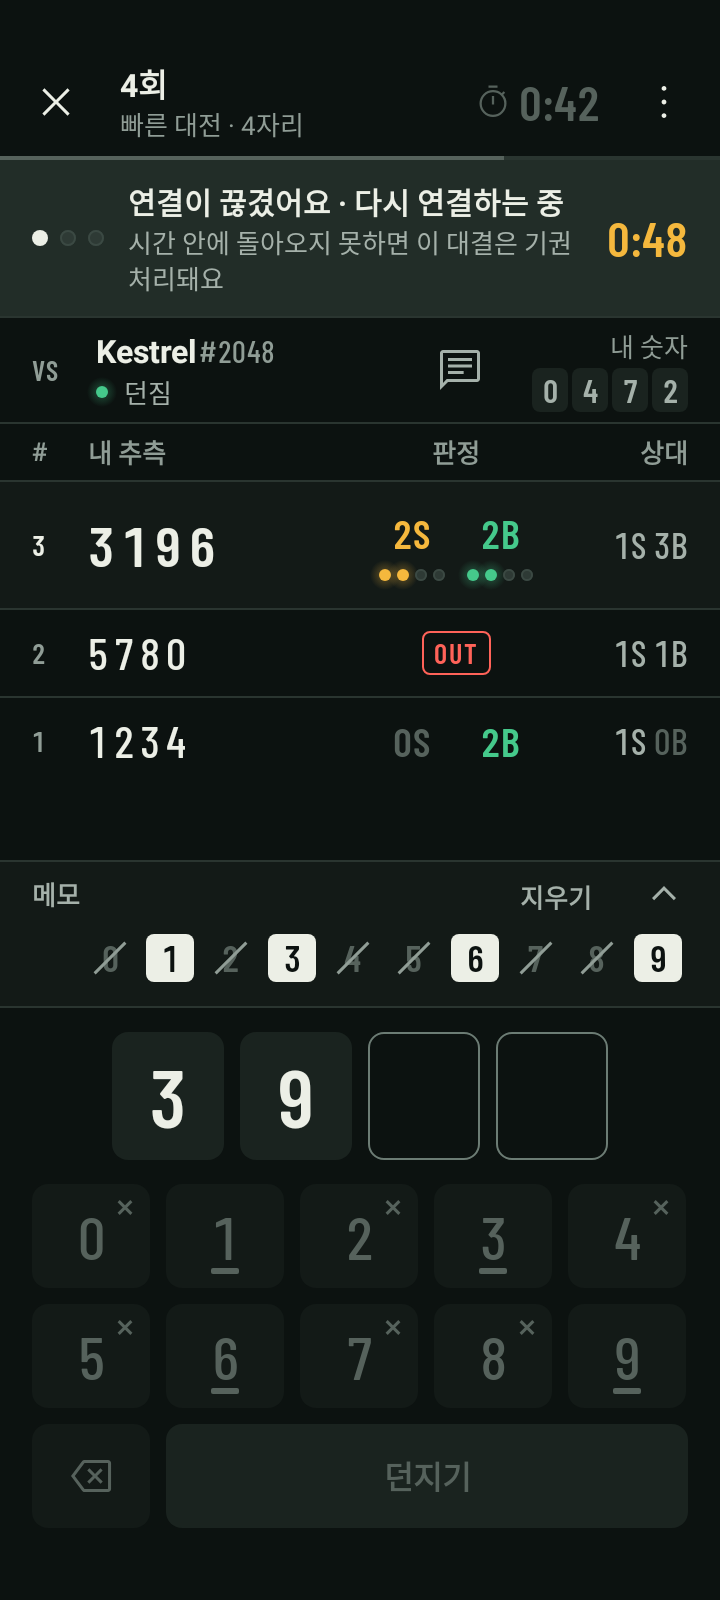 4회
빠른 대전 · 4자리
0:42
연결이 끊겼어요 · 다시 연결하는 중
시간 안에 돌아오지 못하면 이 대결은 기권
처리돼요
0:48
VS
Kestrel#2048
던짐
내 숫자
0 4 7 2
# 내 추측 판정 상대
3 3196 2S 2B 1S 3B
2 5780 OUT 1S 1B
1 1234 0S 2B 1S 0B
메모 지우기
0 1 2 3 4 5 6 7 8 9
3 9
0 1 2 3 4
5 6 7 8 9
던지기